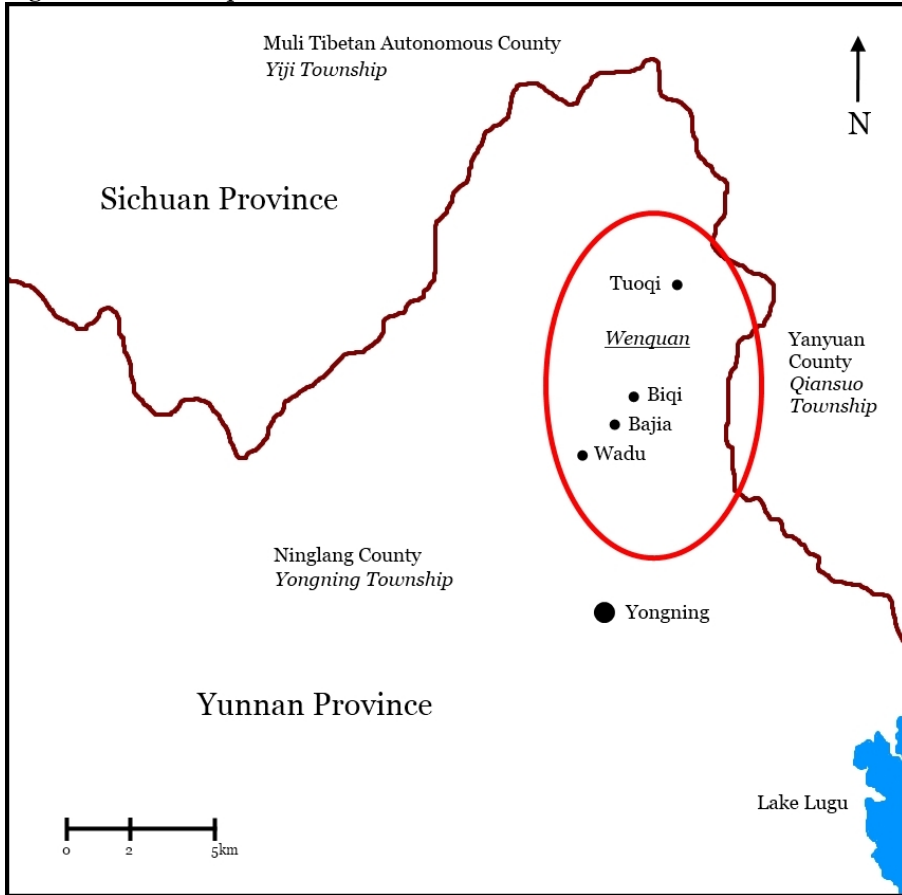 Muli Tibetan Autonomous County
Yiji Township
N
Sichuan Province
Tuoqi
Wenquan
Yanyuan
County
Qiansuo
Township
Biqi
Bajia
Wadu
Ninglang County
Yongning Township
Yongning
Yunnan Province
Lake Lugu
0 2 5km